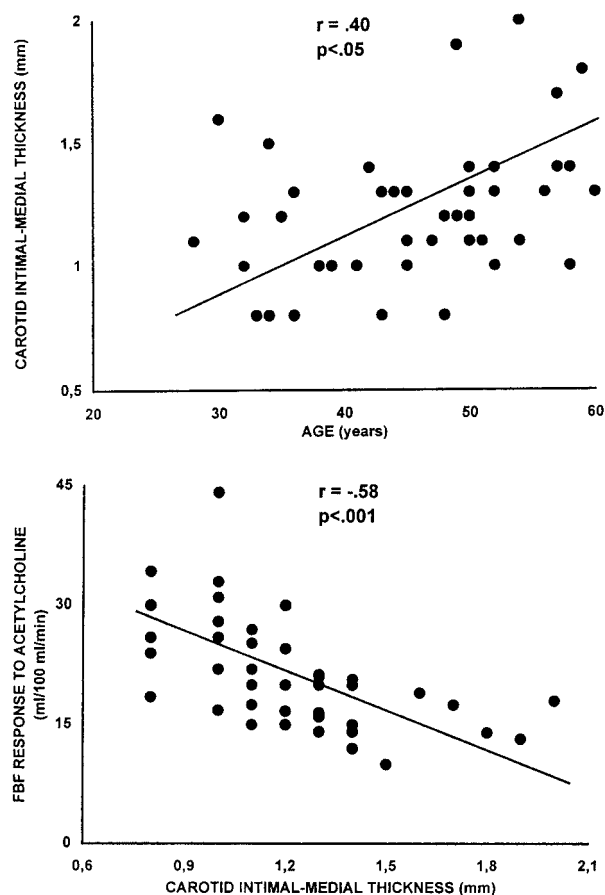 CAROTID INTIMAL-MEDIAL THICKNESS (mm)
2
1,5
1
0,5
r = .40
p<.05
20 30 40 50 60
AGE (years)
FBF RESPONSE TO ACETYLCHOLINE
(ml/100 ml/min)
45
30
15
0
r = -.58
p<.001
0,6 0,9 1,2 1,5 1,8 2,1
CAROTID INTIMAL-MEDIAL THICKNESS (mm)